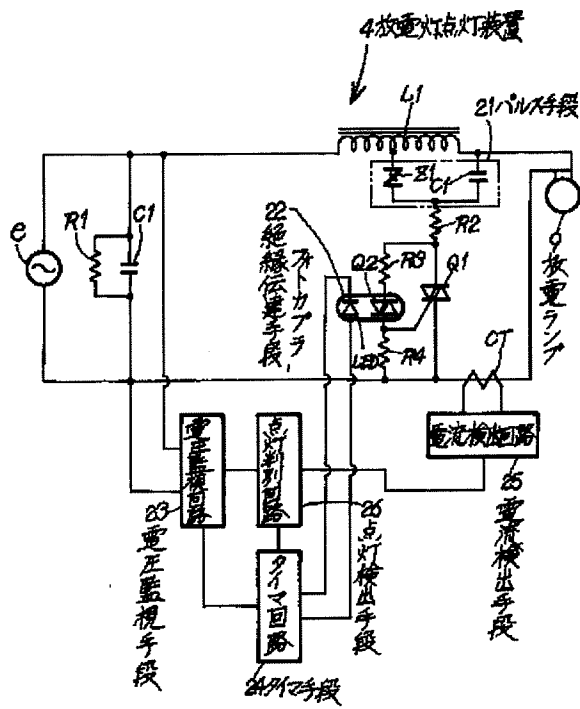 4放電灯点灯装置
L1
21パルス手段
Z1
C1
R2
e
R1
C1
22
絶縁伝達手段
フォトカプラ
Q2
R3
Q1
LED
R4
9
放電ランプ
CT
電圧監視回路
点灯判別回路
電流検出回路
23
電圧監視手段
26
点灯検出手段
25
電流検出手段
タイマ回路
24タイマ手段